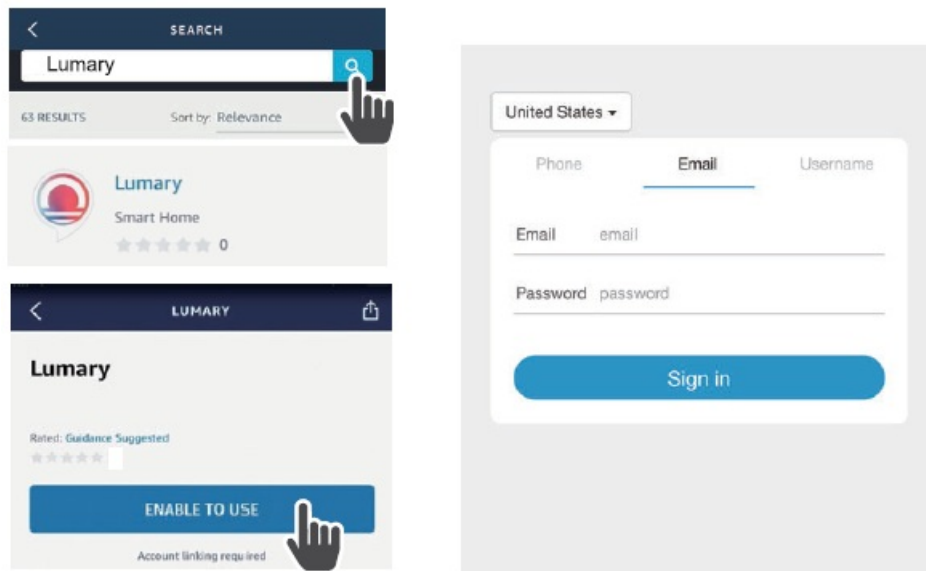 SEARCH
Lumary
63 RESULTS Sort by: Relevance
Lumary
Smart Home
0
LUMARY
Lumary
Rated: Guidance Suggested
ENABLE TO USE
Account linking required
United States
Phone Email Username
Email email
Password password
Sign in